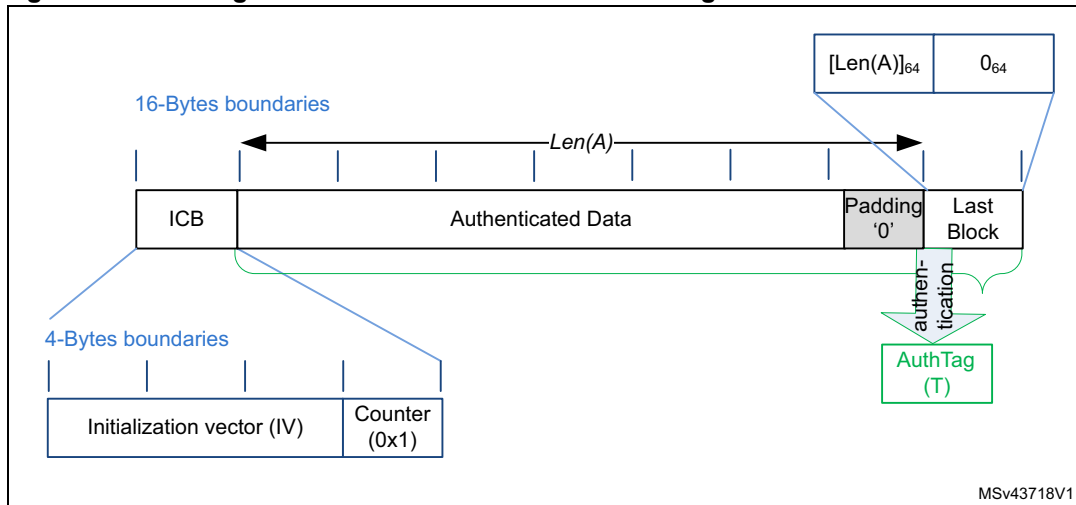 [Len(A)]64
064
16-Bytes boundaries
Len(A)
ICB
Authenticated Data
Padding
‘0’
Last
Block
authen-
tication
4-Bytes boundaries
AuthTag
(T)
Initialization vector (IV)
Counter
(0x1)
MSv43718V1